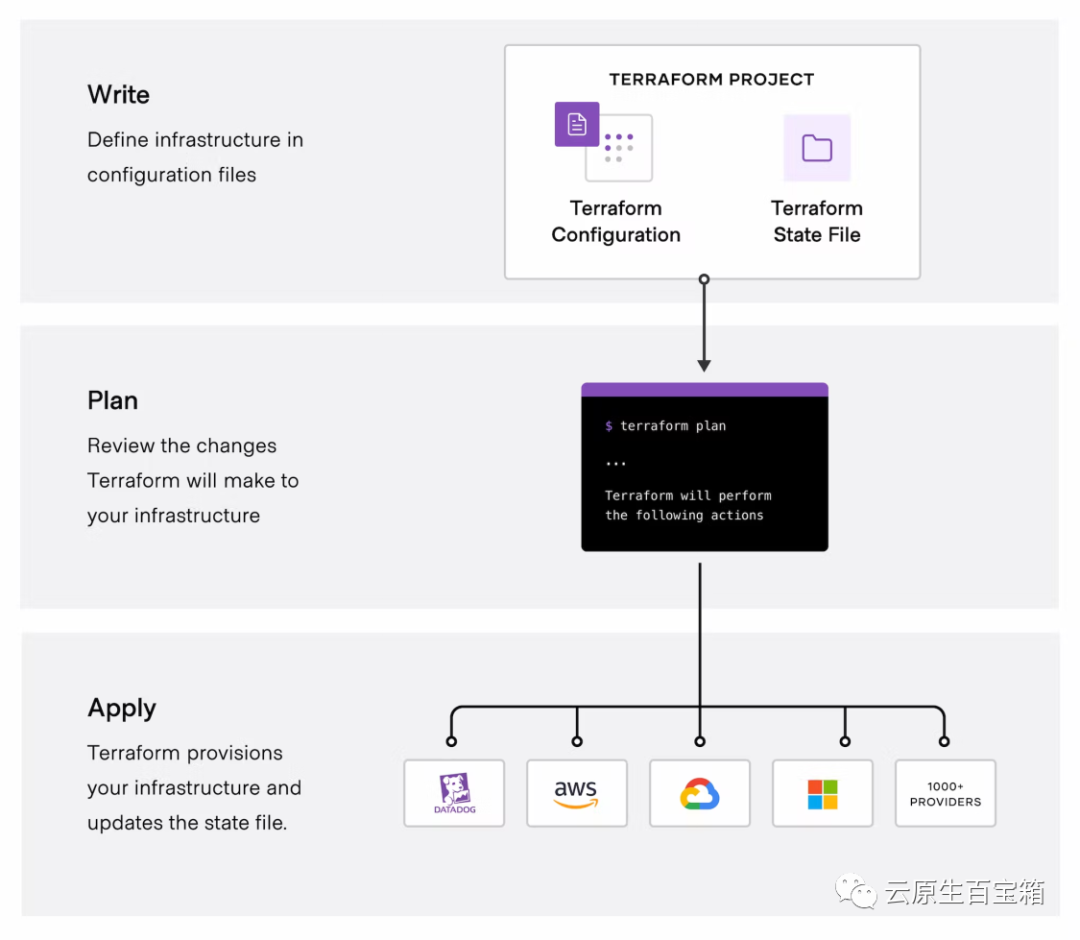 Write
Define infrastructure in
configuration files
TERRAFORM PROJECT
Terraform
Configuration
Terraform
State File
Plan
Review the changes
Terraform will make to
your infrastructure
$ terraform plan
...
Terraform will perform
the following actions
Apply
Terraform provisions
your infrastructure and
updates the state file.
DATADOG
aws
1000+
PROVIDERS
云原生百宝箱